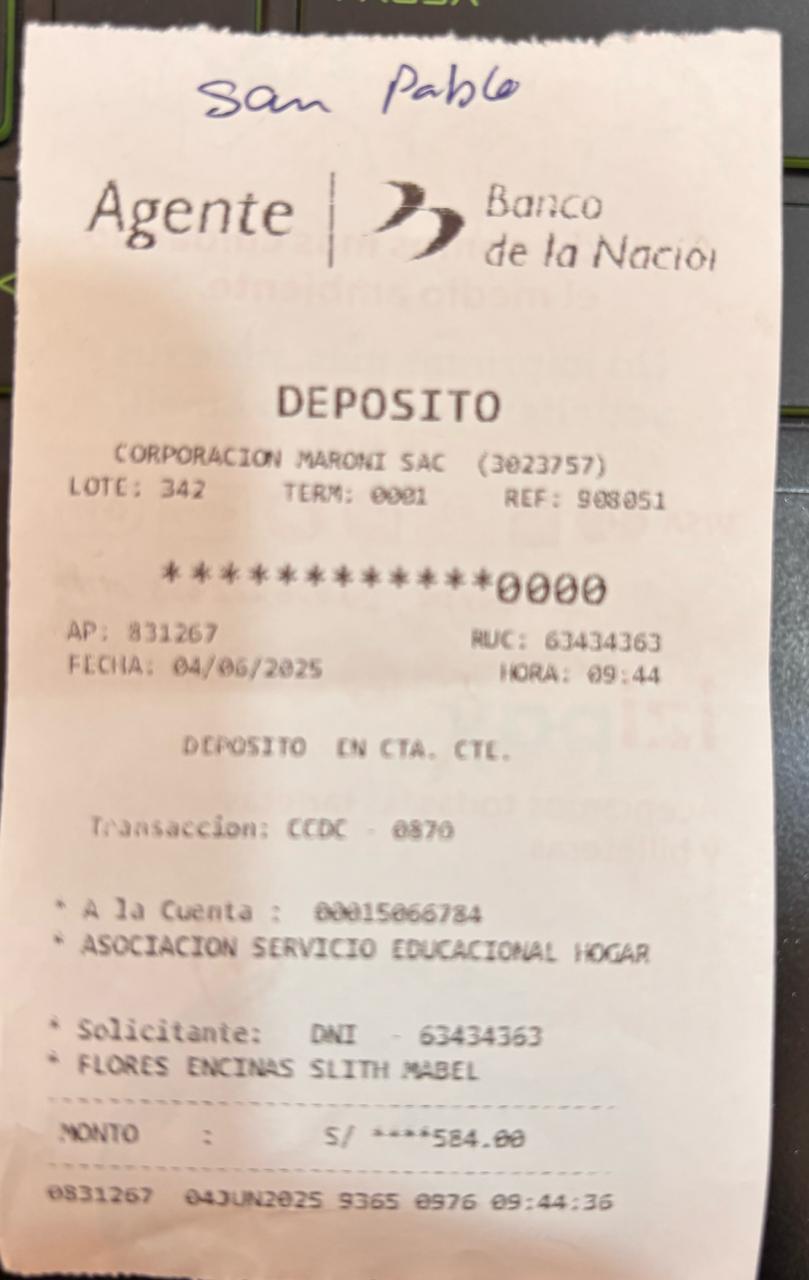 San Pablo
Agente | Banco
de la Nación
DEPOSITO
CORPORACION MARONI SAC (3023757)
LOTE: 342 TERM: 0001 REF: 908051
************0000
AP: 831267 RUC: 63434363
FECHA: 04/06/2025 HORA: 09:44
DEPOSITO EN CTA. CTE.
Transaccion: CCDC - 0870
* A la Cuenta : 00015066784
* ASOCIACION SERVICIO EDUCACIONAL HOGAR
* Solicitante: DNI - 63434363
* FLORES ENCINAS SLITH MABEL
MONTO : S/ ****584.00
0831267 04JUN2025 9365 0976 09:44:36